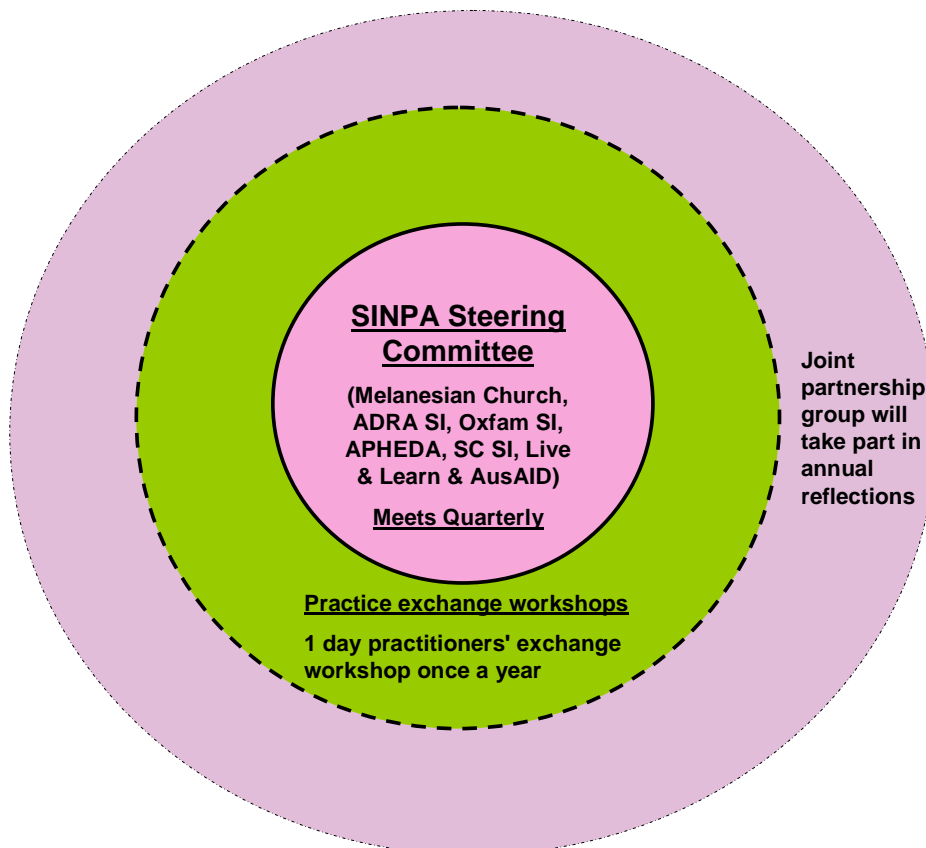 SINPA Steering
Committee
(Melanesian Church,
ADRA SI, Oxfam SI,
APHEDA, SC SI, Live
& Learn & AusAID)
Meets Quarterly
Practice exchange workshops
1 day practitioners' exchange
workshop once a year
Joint
partnership
group will
take part in
annual
reflections